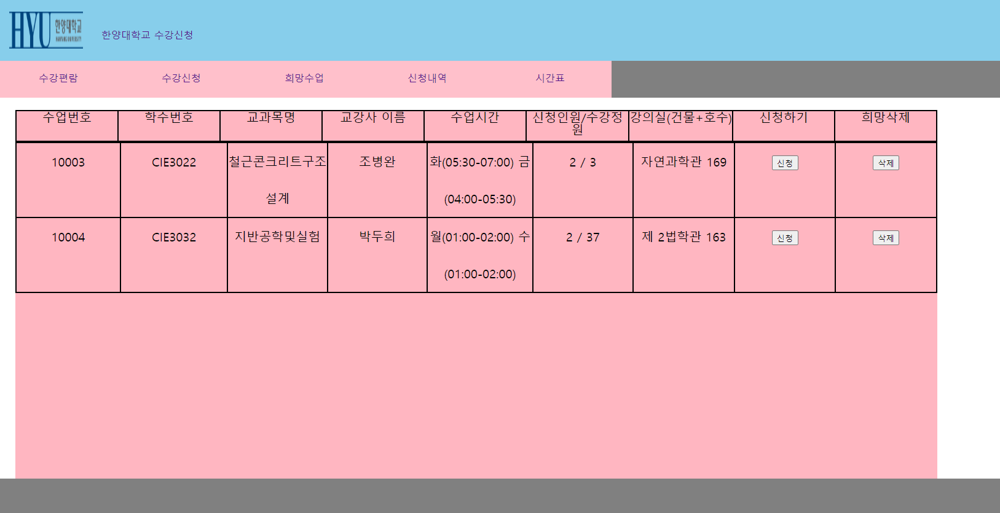 HYU 한양대학교
HANYANG UNIVERSITY
한양대학교 수강신청
수강편람 수강신청 희망수업 신청내역 시간표
수업번호 학수번호 교과목명 교강사 이름 수업시간 신청인원/수강정 강의실(건물+호수) 신청하기 희망삭제
원
10003 CIE3022 철근콘크리트구조 조병완 화(05:30-07:00) 금 2 / 3 자연과학관 169 신청 삭제
설계 (04:00-05:30)
10004 CIE3032 지반공학및실험 박두희 월(01:00-02:00) 수 2 / 37 제 2법학관 163 신청 삭제
(01:00-02:00)